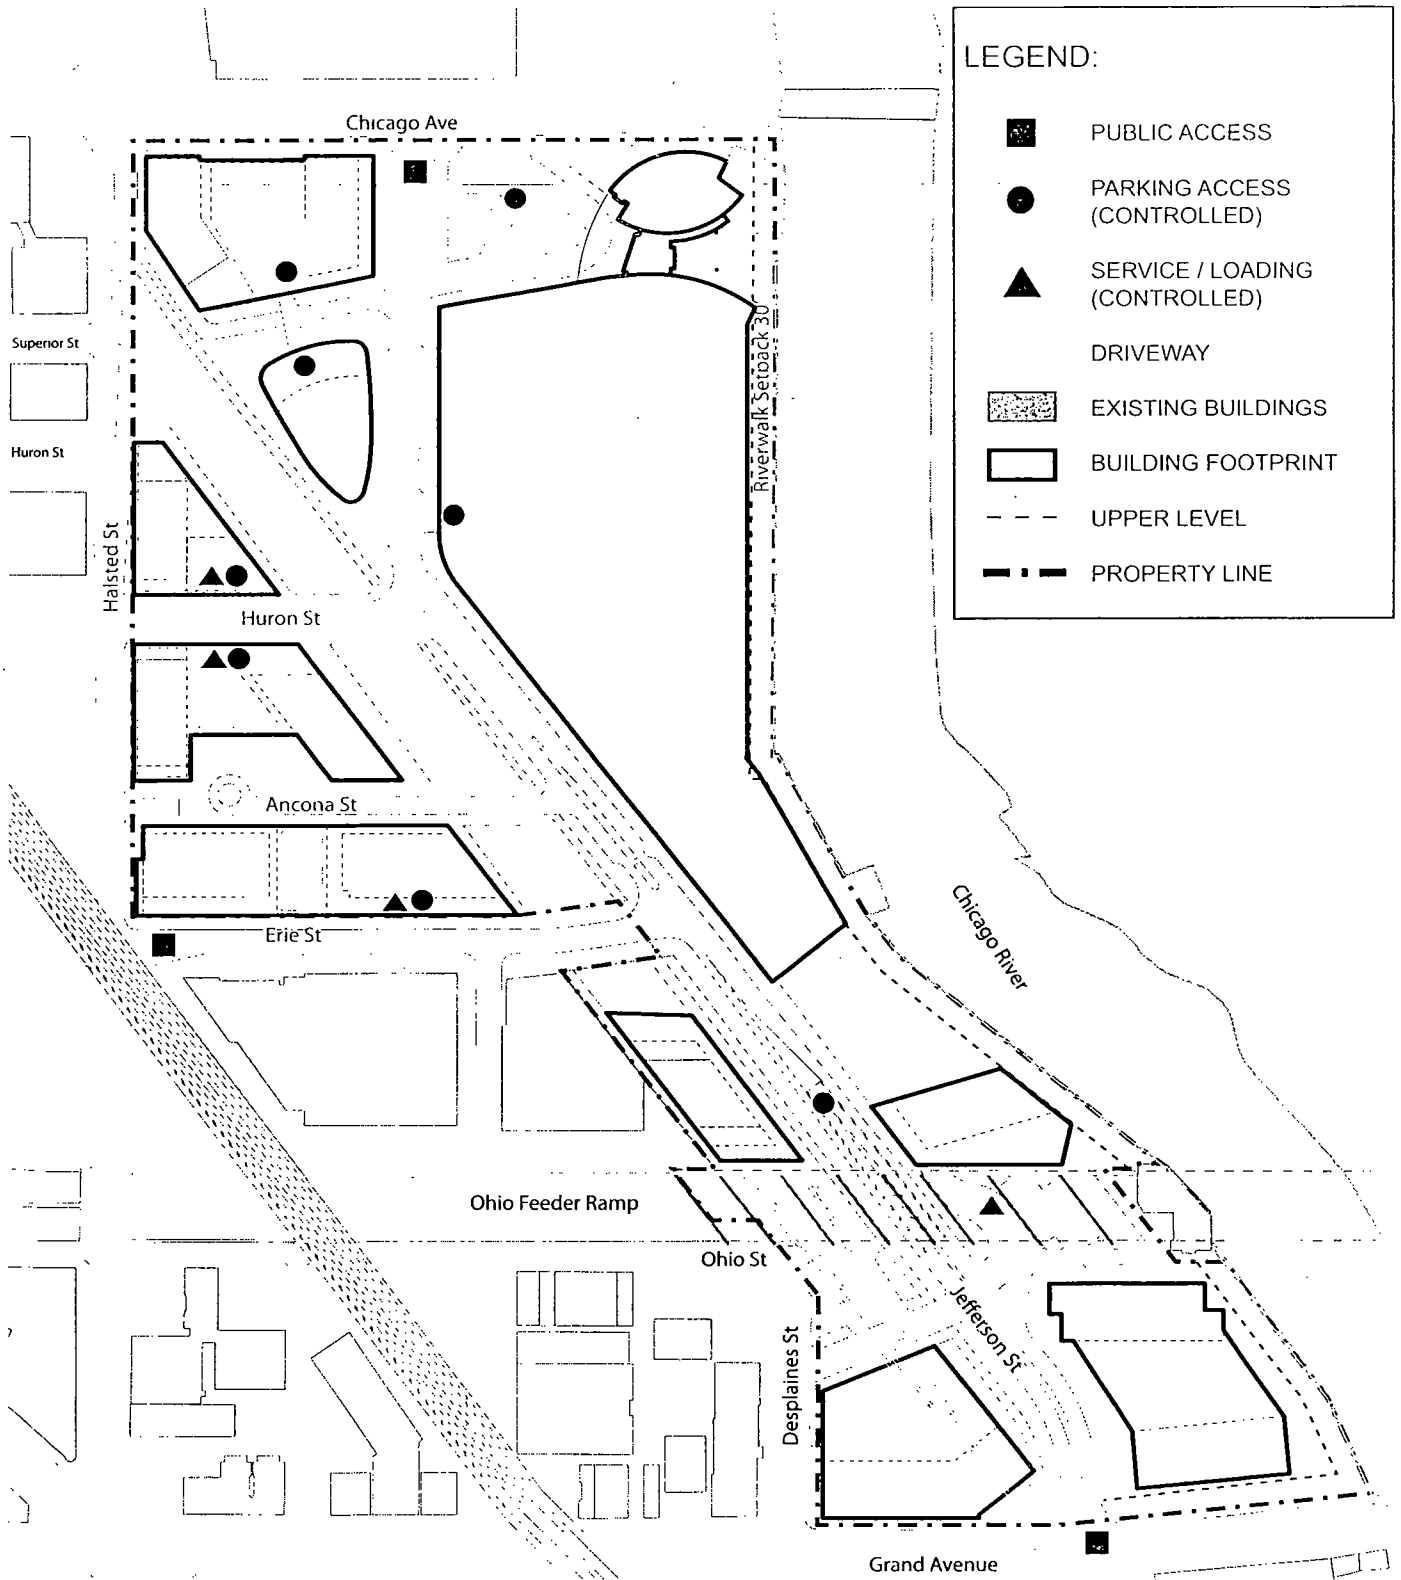 LEGEND:
PUBLIC ACCESS
PARKING ACCESS
(CONTROLLED)
SERVICE / LOADING
(CONTROLLED)
DRIVEWAY
EXISTING BUILDINGS
BUILDING FOOTPRINT
UPPER LEVEL
PROPERTY LINE
Chicago Ave
Superior St
Huron St
Halsted St
Riverwalk Setback 30'
Huron St
Ancona St
Erie St
Chicago River
Ohio Feeder Ramp
Ohio St
Jefferson St
Desplaines St
Grand Avenue